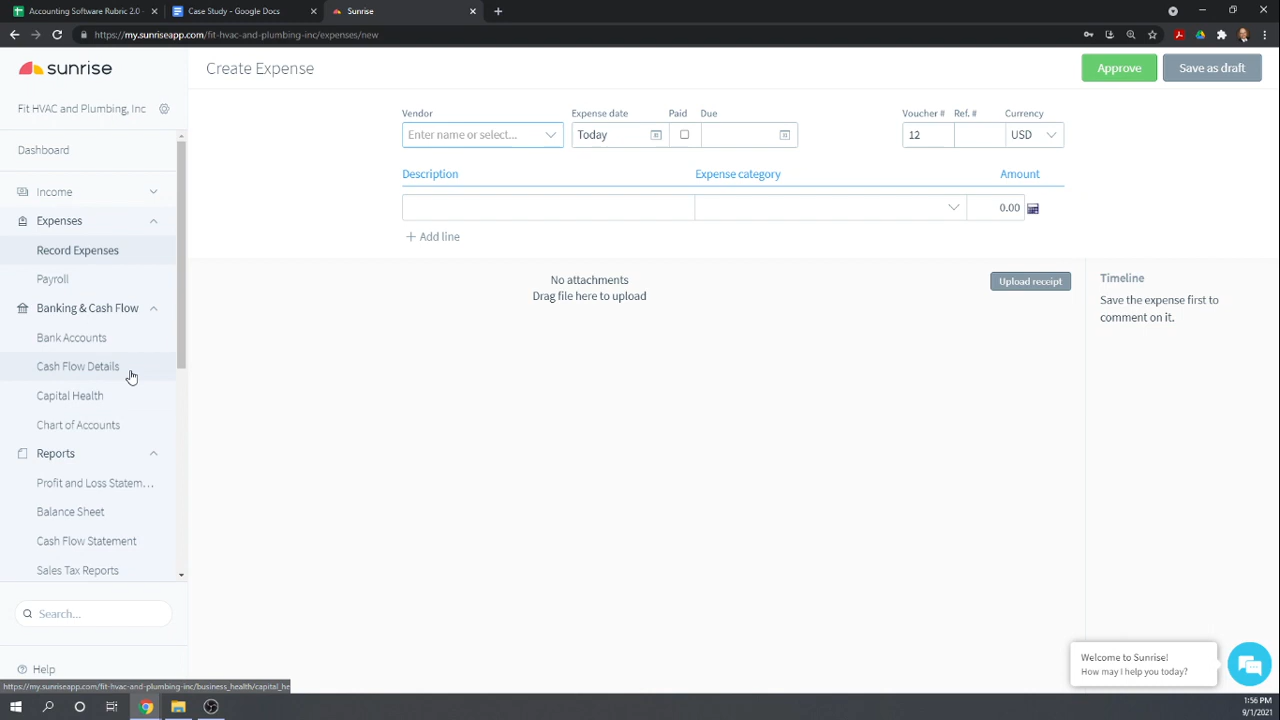 Accounting Software Rubric 2.0 -
Case Study - Google Docs
Sunrise
https://my.sunriseapp.com/fit-hvac-and-plumbing-inc/expenses/new
sunrise
Create Expense
Approve
Save as draft
Fit HVAC and Plumbing, Inc
Dashboard
Income
Expenses
Record Expenses
Payroll
Banking & Cash Flow
Bank Accounts
Cash Flow Details
Capital Health
Chart of Accounts
Reports
Profit and Loss Statem...
Balance Sheet
Cash Flow Statement
Sales Tax Reports
Search...
Help
Vendor
Expense date
Paid
Due
Voucher #
Ref. #
Currency
Enter name or select...
Today
12
USD
Description
Expense category
Amount
0.00
+ Add line
No attachments
Drag file here to upload
Upload receipt
Timeline
Save the expense first to
comment on it.
Welcome to Sunrise!
How may I help you today?
https://my.sunriseapp.com/fit-hvac-and-plumbing-inc/business_health/capital_he
1:56 PM
9/1/2021